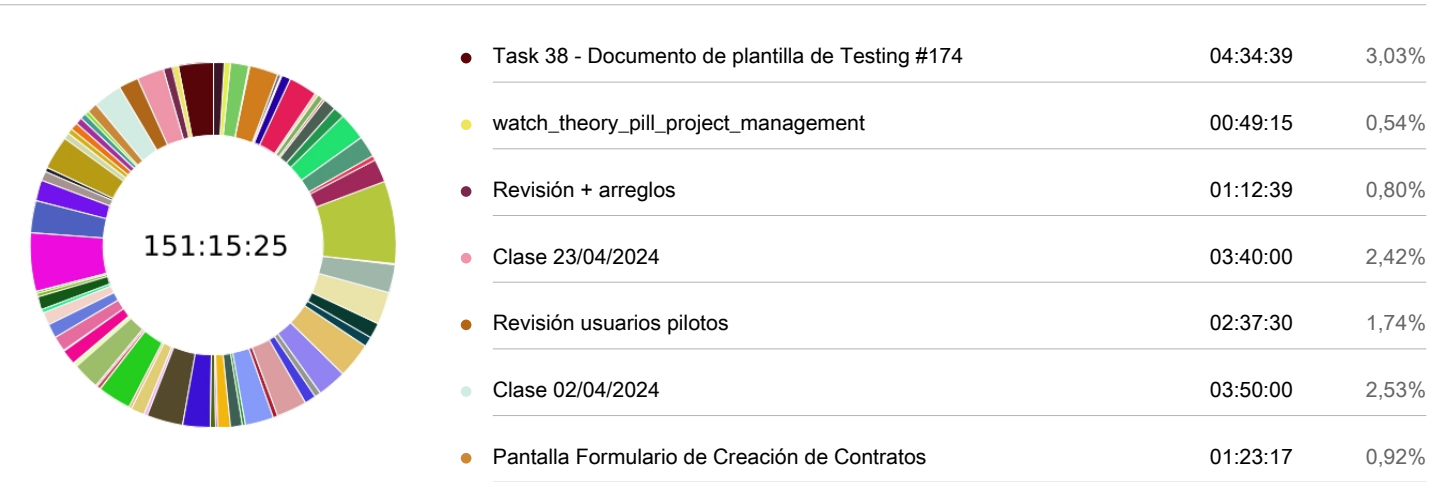 Task 38 - Documento de plantilla de Testing #174 04:34:39 3,03%
watch_theory_pill_project_management 00:49:15 0,54%
Revisión + arreglos 01:12:39 0,80%
Clase 23/04/2024 03:40:00 2,42%
151:15:25
Revisión usuarios pilotos 02:37:30 1,74%
Clase 02/04/2024 03:50:00 2,53%
Pantalla Formulario de Creación de Contratos 01:23:17 0,92%